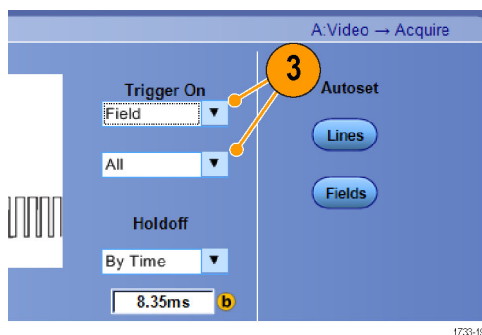 A:Video → Acquire
3
Trigger On
Autoset
Field
Lines
All
Fields
Holdoff
By Time
8.35ms
b